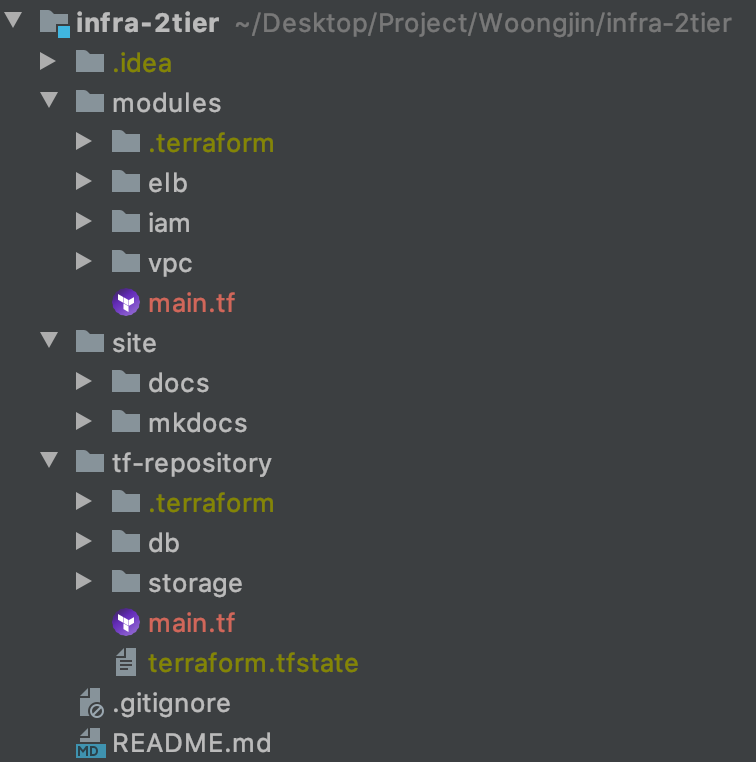 infra-2tier ~/Desktop/Project/Woongjin/infra-2tier
.idea
modules
.terraform
elb
iam
vpc
main.tf
site
docs
mkdocs
tf-repository
.terraform
db
storage
main.tf
terraform.tfstate
.gitignore
MD README.md